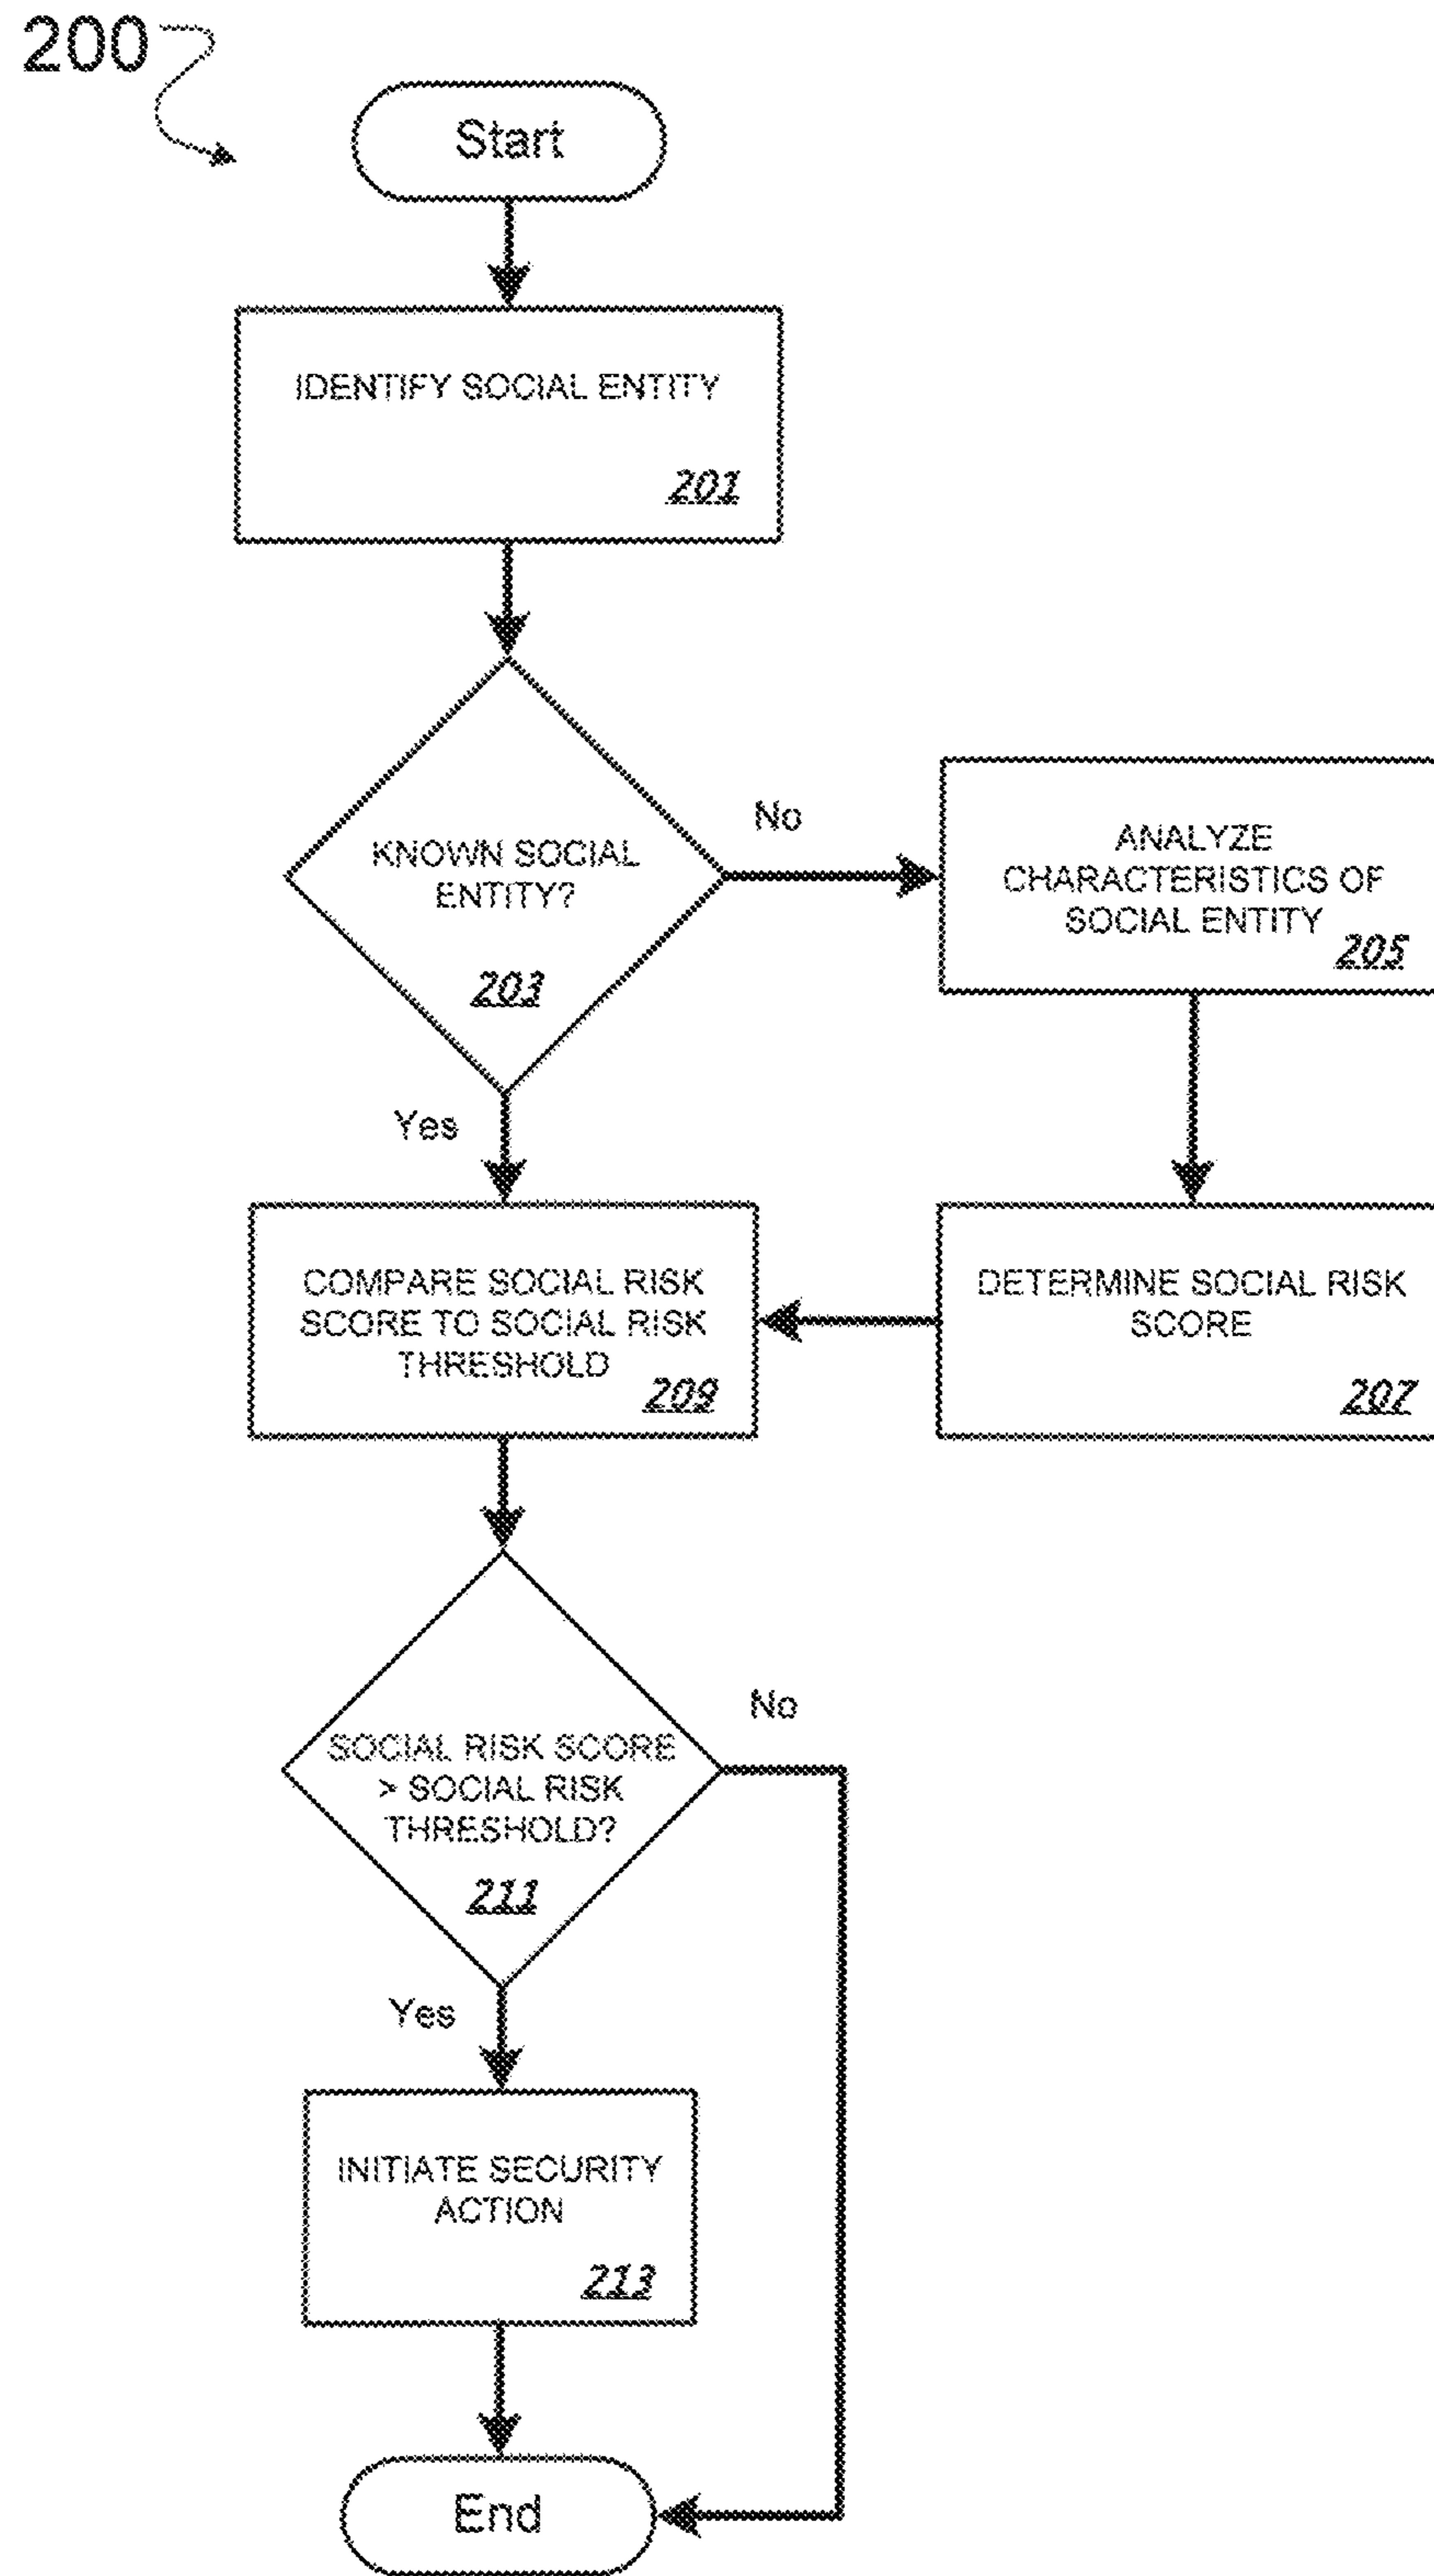 200
Start
IDENTIFY SOCIAL ENTITY
201
KNOWN SOCIAL
ENTITY?
203
No
ANALYZE
CHARACTERISTICS OF
SOCIAL ENTITY
205
Yes
COMPARE SOCIAL RISK
SCORE TO SOCIAL RISK
THRESHOLD
209
DETERMINE SOCIAL RISK
SCORE
207
SOCIAL RISK SCORE
> SOCIAL RISK
THRESHOLD?
211
No
Yes
INITIATE SECURITY
ACTION
213
End